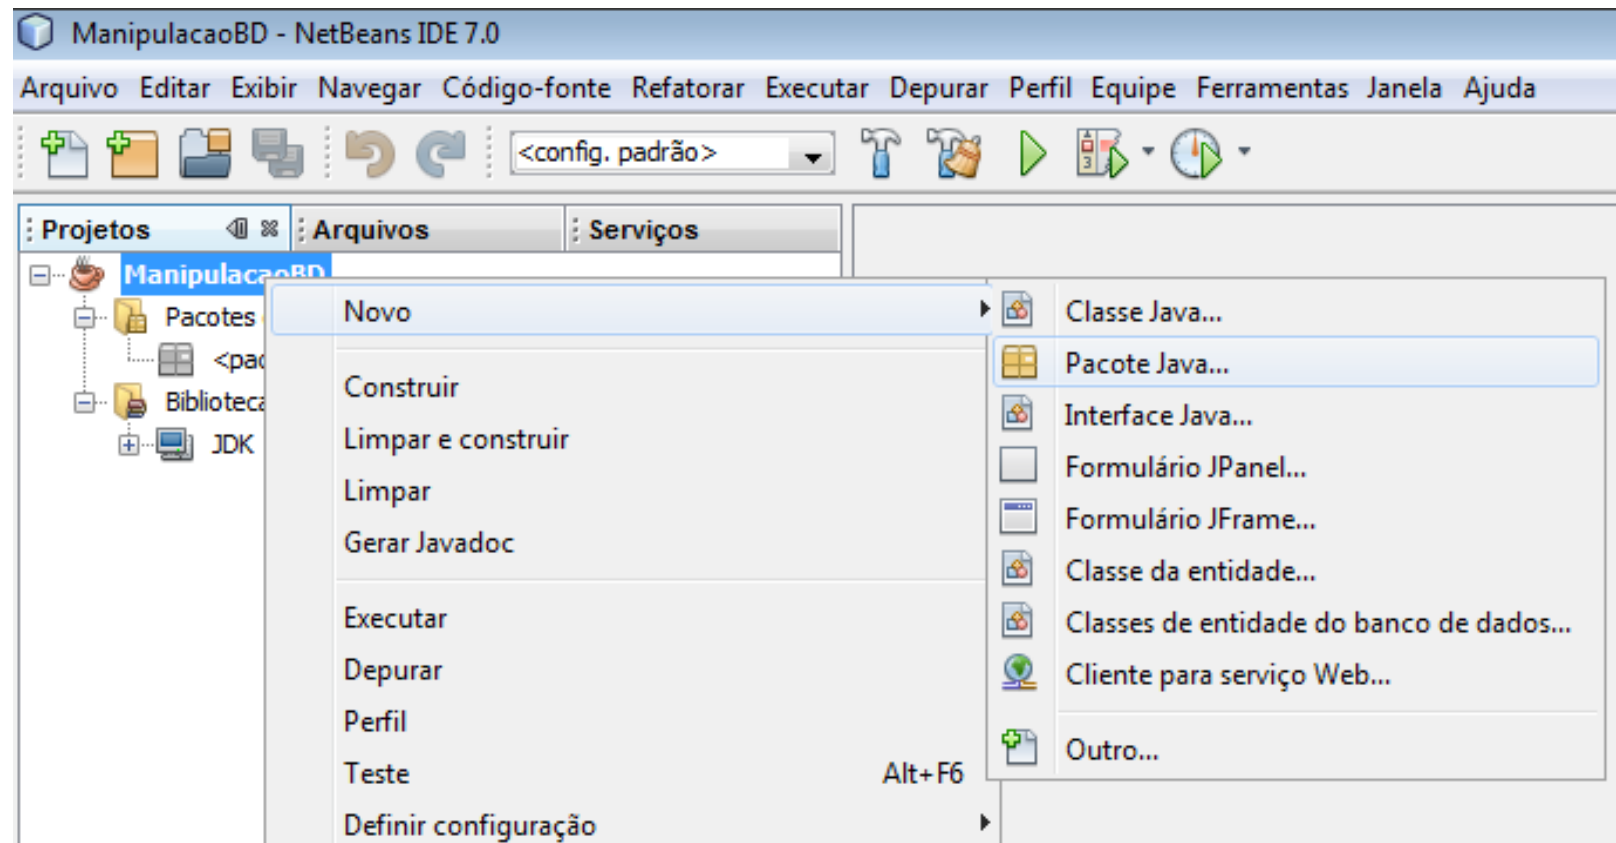 ManipulacaoBD - NetBeans IDE 7.0
Arquivo Editar Exibir Navegar Código-fonte Refatorar Executar Depurar Perfil Equipe Ferramentas Janela Ajuda
<config. padrão>
Projetos Arquivos Serviços
ManipulacaoBD
Pacotes
<pac
Biblioteca
JDK
Novo
Construir
Limpar e construir
Limpar
Gerar Javadoc
Executar
Depurar
Perfil
Teste Alt+F6
Definir configuração
Classe Java...
Pacote Java...
Interface Java...
Formulário JPanel...
Formulário JFrame...
Classe da entidade...
Classes de entidade do banco de dados...
Cliente para serviço Web...
Outro...